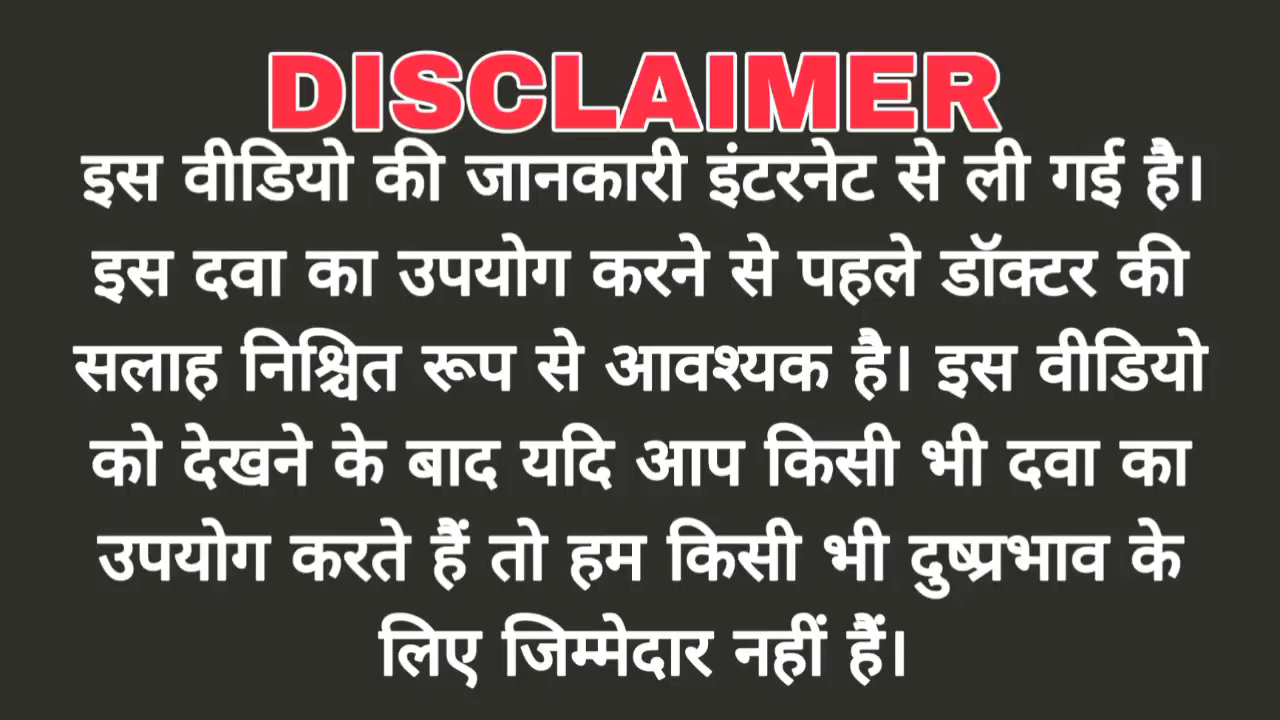 DISCLAIMER
इस वीडियो की जानकारी इंटरनेट से ली गई है।
इस दवा का उपयोग करने से पहले डॉक्टर की
सलाह निश्चित रूप से आवश्यक है। इस वीडियो
को देखने के बाद यदि आप किसी भी दवा का
उपयोग करते हैं तो हम किसी भी दुष्प्रभाव के
लिए जिम्मेदार नहीं हैं।